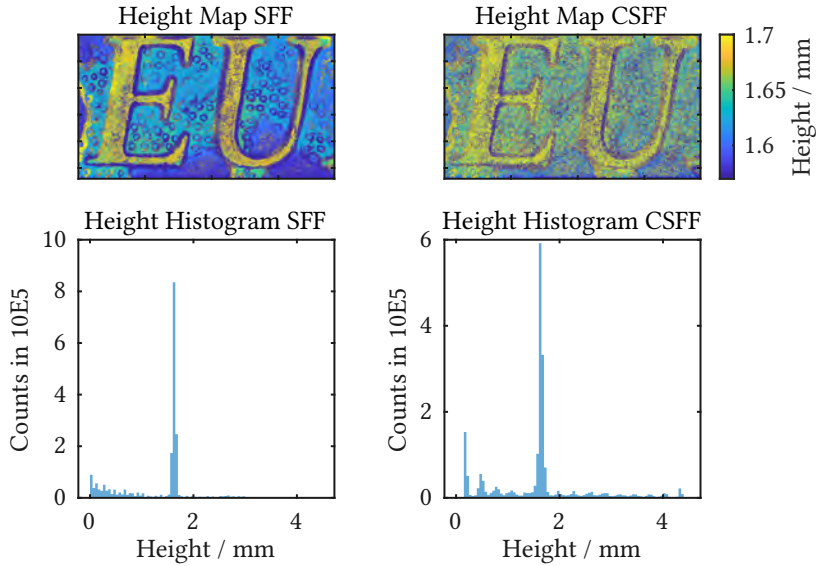 Height Map SFF
Height Map CSFF
EU
EU
1.7
1.65
1.6
Height / mm
Height Histogram SFF
Height Histogram CSFF
10
8
6
4
2
0
Counts in 10E5
0
2
4
Height / mm
6
4
2
0
Counts in 10E5
0
2
4
Height / mm